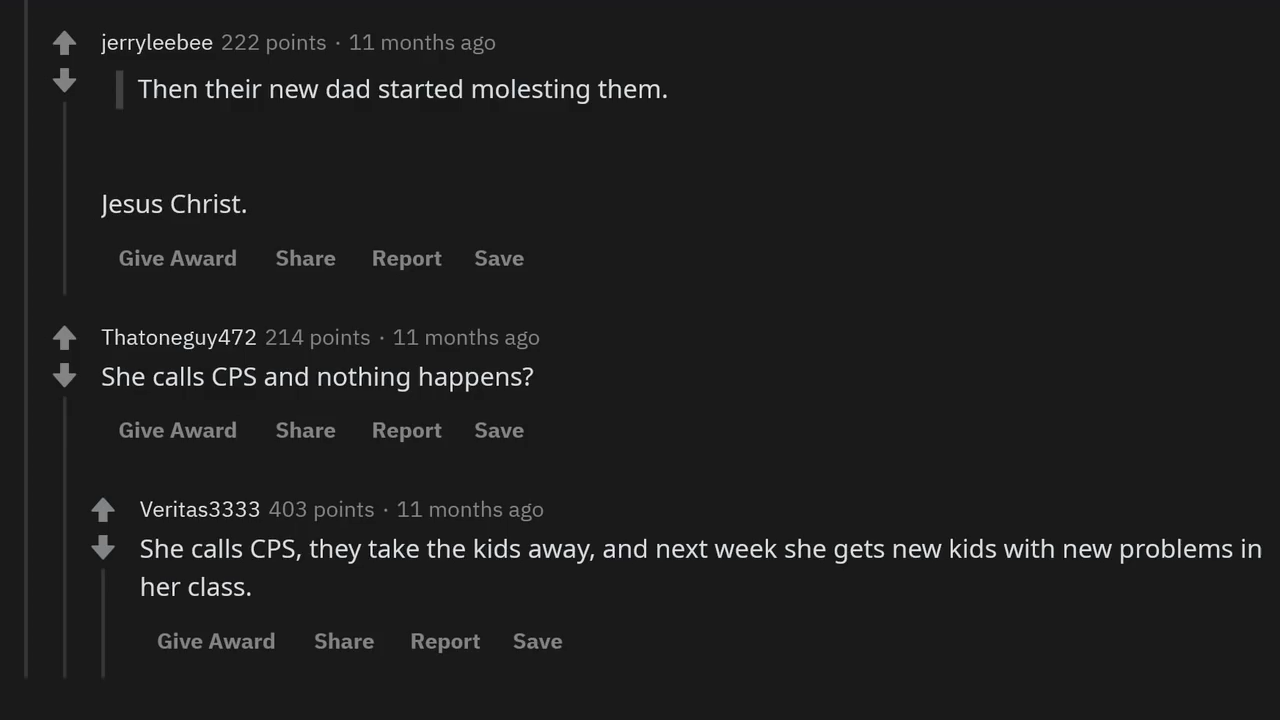 jerryleebee 222 points · 11 months ago
Then their new dad started molesting them.
Jesus Christ.
Give Award Share Report Save
Thatoneguy472 214 points · 11 months ago
She calls CPS and nothing happens?
Give Award Share Report Save
Veritas3333 403 points · 11 months ago
She calls CPS, they take the kids away, and next week she gets new kids with new problems in
her class.
Give Award Share Report Save